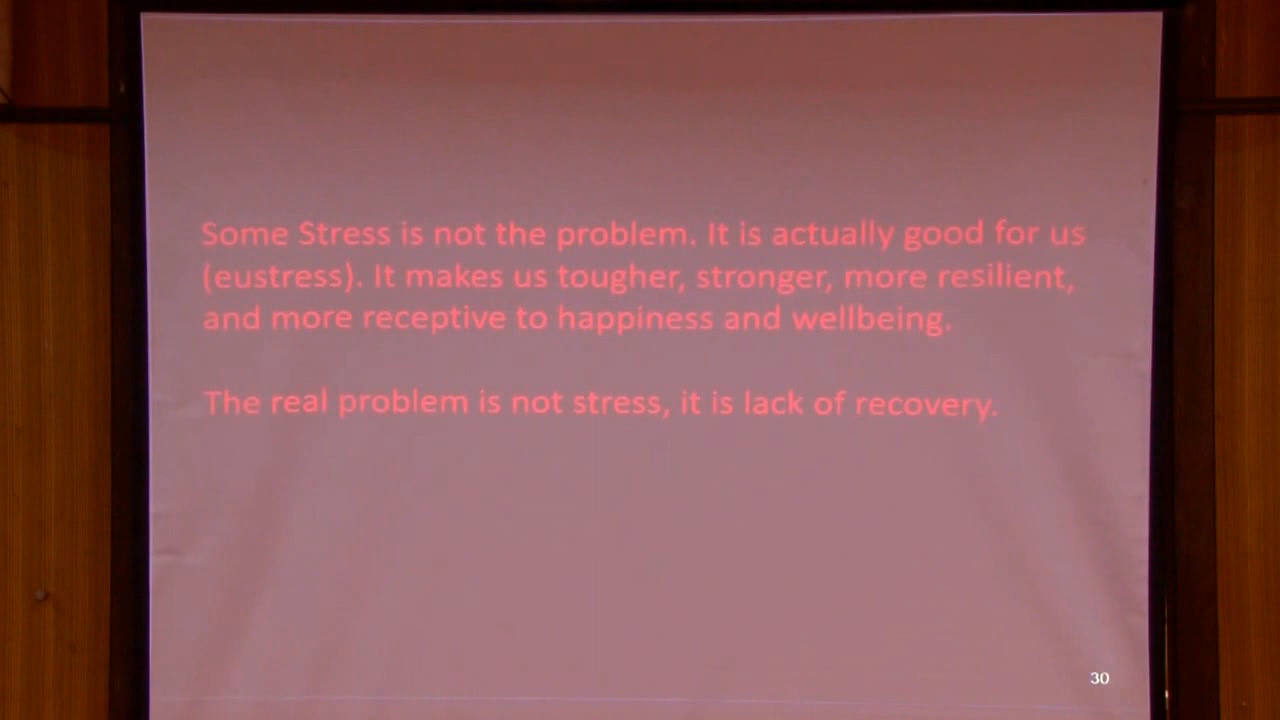 Some Stress is not the problem. It is actually good for us
(eustress). It makes us tougher, stronger, more resilient,
and more receptive to happiness and wellbeing.
The real problem is not stress, it is lack of recovery.
30